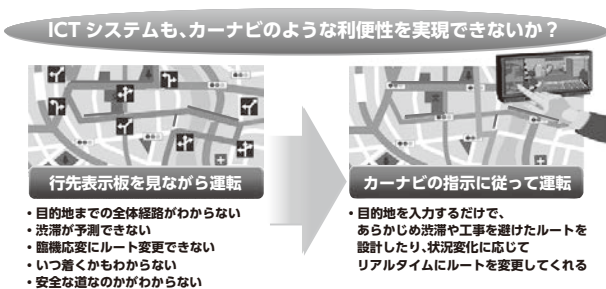 ICT システムも、カーナビのような利便性を実現できないか？
行先表示板を見ながら運転
・目的地までの全体経路がわからない
・渋滞が予測できない
・臨機応変にルート変更できない
・いつ着くかもわからない
・安全な道なのかがわからない
カーナビの指示に従って運転
・目的地を入力するだけで、
あらかじめ渋滞や工事を避けたルートを
設計したり、状況変化に応じて
リアルタイムにルートを変更してくれる